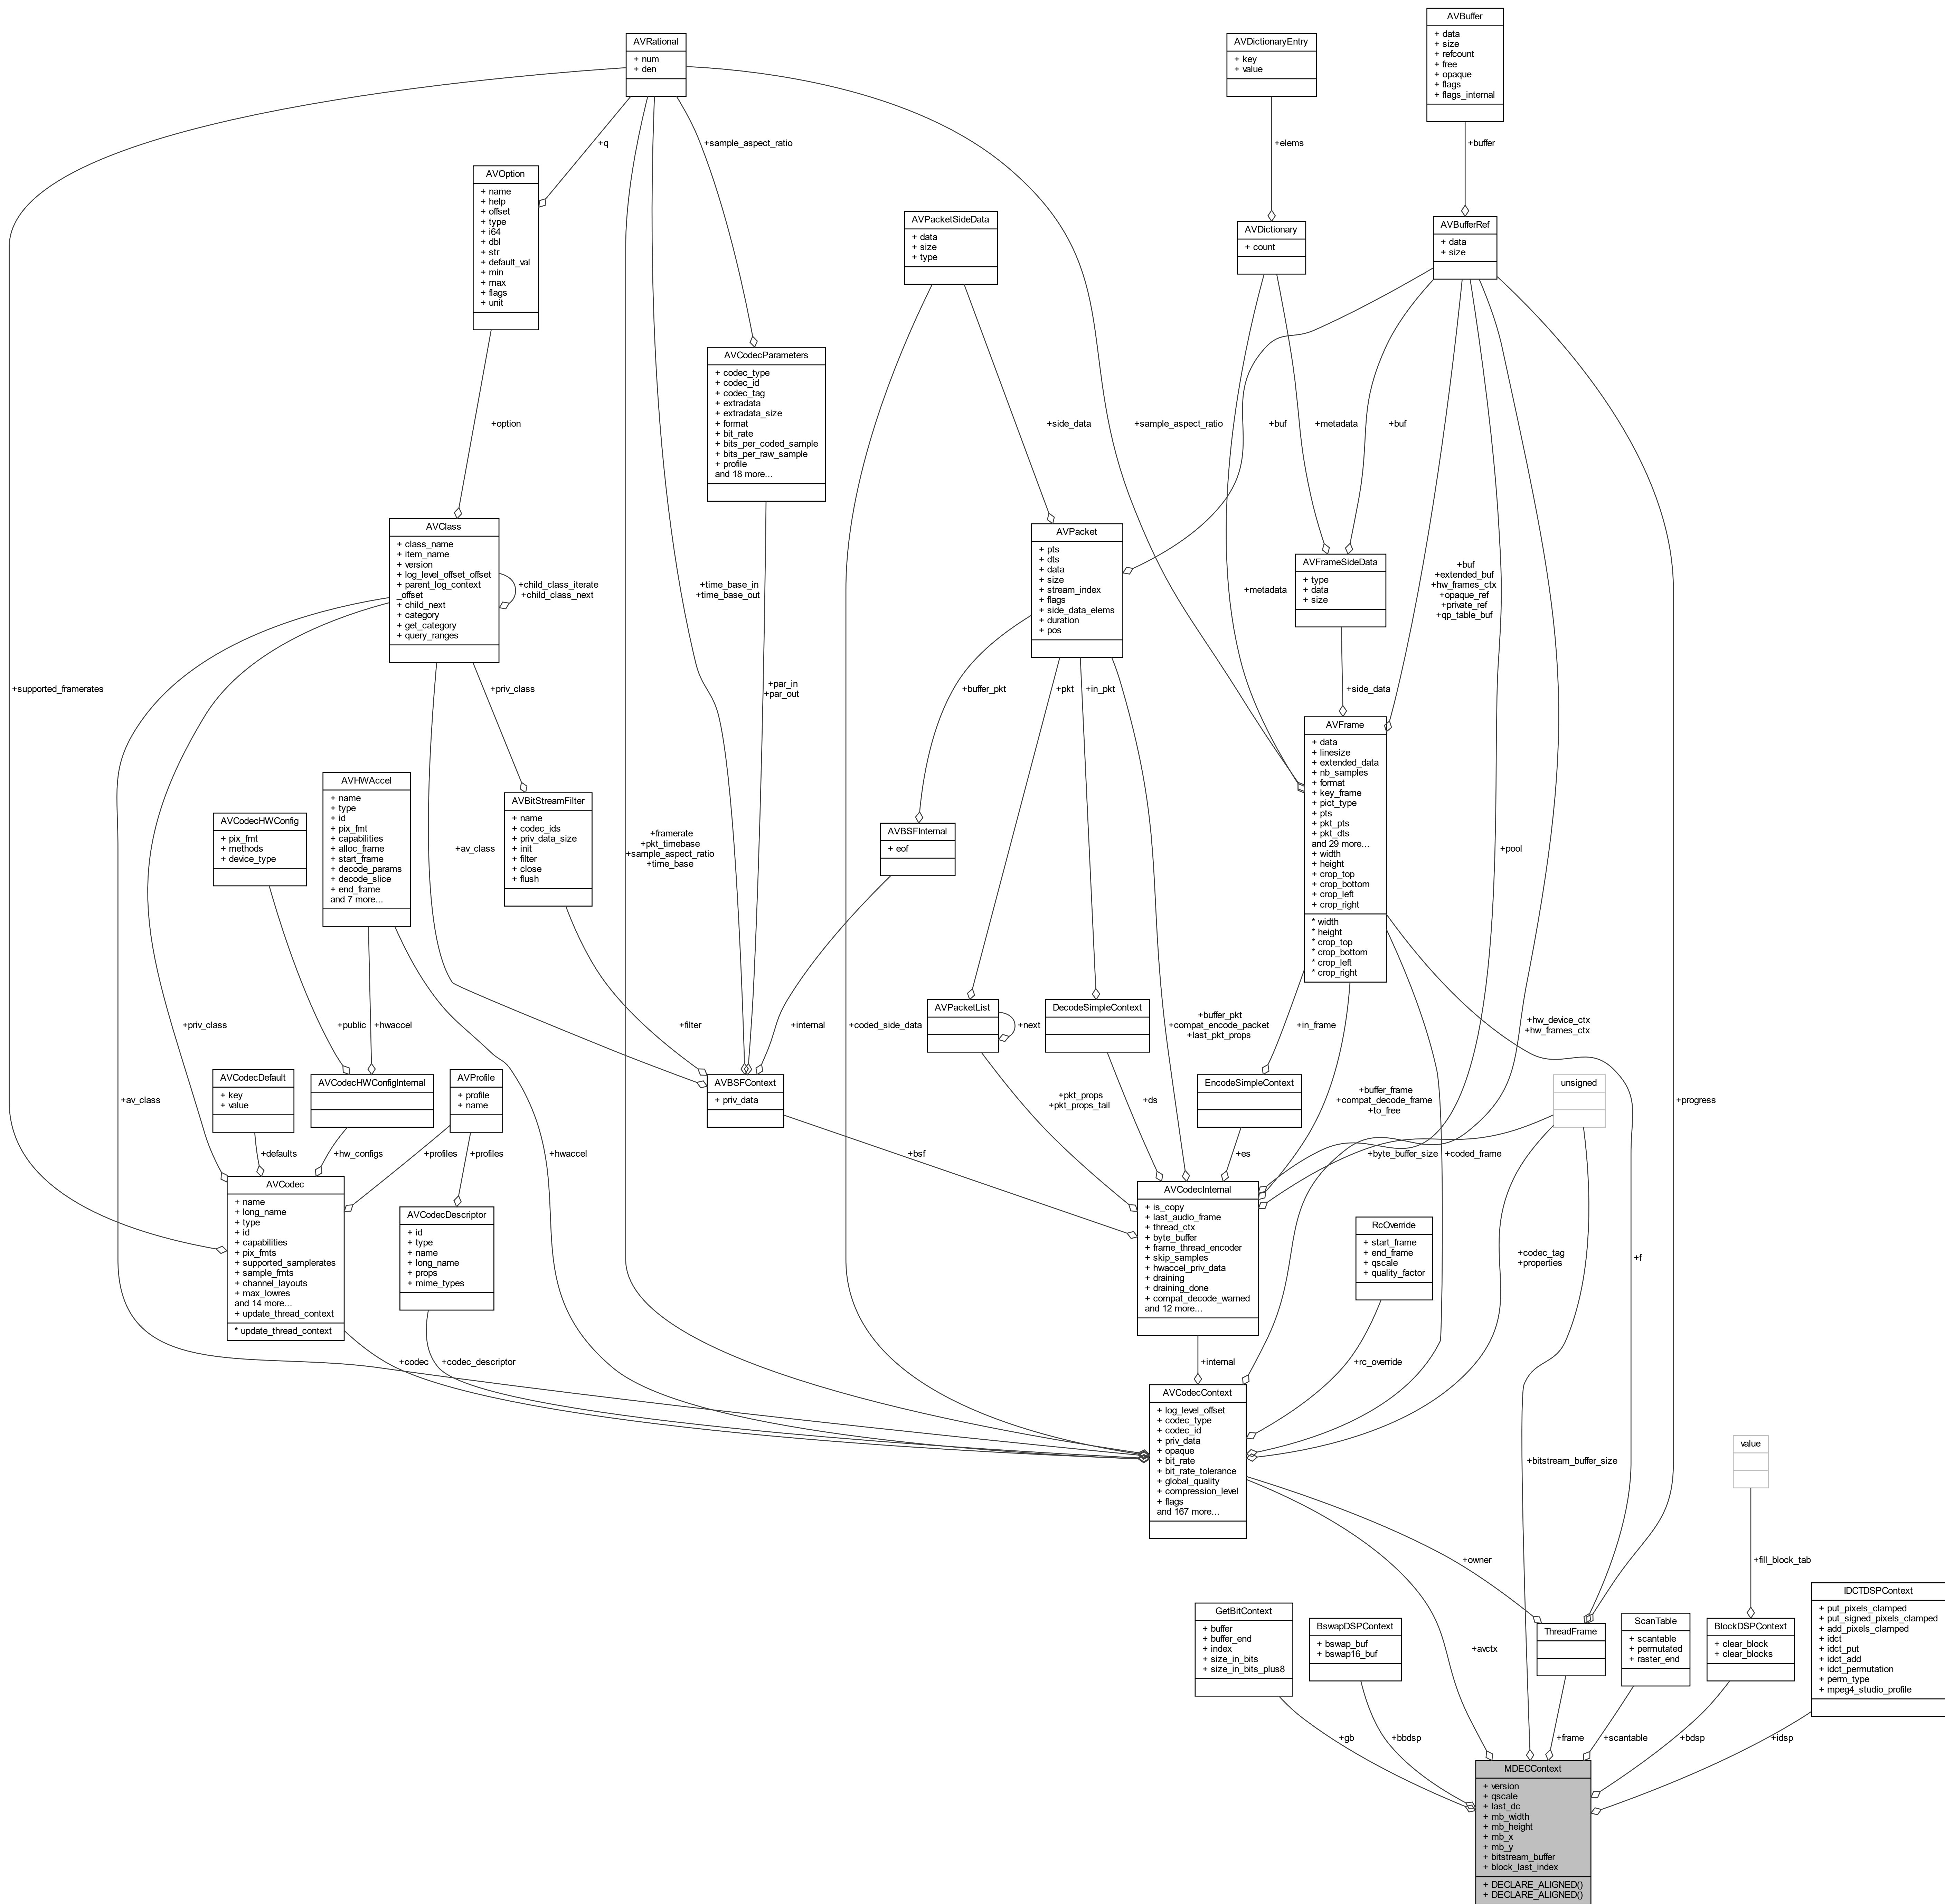 AVBuffer
+ data
+ size
+ refcount
+ free
+ opaque
+ flags
+ flags_internal
AVRational
+ num
+ den
AVDictionaryEntry
+ key
+ value
+q
+sample_aspect_ratio
+elems
+buffer
AVOption
+ name
+ help
+ offset
+ type
+ i64
+ dbl
+ str
+ default_val
+ min
+ max
+ flags
+ unit
AVPacketSideData
+ data
+ size
+ type
AVDictionary
+ count
AVBufferRef
+ data
+ size
AVCodecParameters
+ codec_type
+ codec_id
+ codec_tag
+ extradata
+ extradata_size
+ format
+ bit_rate
+ bits_per_coded_sample
+ bits_per_raw_sample
+ profile
and 18 more...
+option
+side_data
+sample_aspect_ratio
+buf
+metadata
+buf
AVClass
+ class_name
+ item_name
+ version
+ log_level_offset_offset
+ parent_log_context
_offset
+ child_next
+ category
+ get_category
+ query_ranges
+child_class_iterate
+child_class_next
+time_base_in
+time_base_out
AVPacket
+ pts
+ dts
+ data
+ size
+ stream_index
+ flags
+ side_data_elems
+ duration
+ pos
+metadata
AVFrameSideData
+ type
+ data
+ size
+buf
+extended_buf
+hw_frames_ctx
+opaque_ref
+private_ref
+qp_table_buf
+supported_framerates
+priv_class
+par_in
+par_out
+buffer_pkt
+pkt
+in_pkt
+side_data
AVFrame
+ data
+ linesize
+ extended_data
+ nb_samples
+ format
+ key_frame
+ pict_type
+ pts
+ pkt_pts
+ pkt_dts
and 29 more...
+ width
+ height
+ crop_top
+ crop_bottom
+ crop_left
+ crop_right
* width
* height
* crop_top
* crop_bottom
* crop_left
* crop_right
AVHWAccel
+ name
+ type
+ id
+ pix_fmt
+ capabilities
+ alloc_frame
+ start_frame
+ decode_params
+ decode_slice
+ end_frame
and 7 more...
AVCodecHWConfig
+ pix_fmt
+ methods
+ device_type
AVBitStreamFilter
+ name
+ codec_ids
+ priv_data_size
+ init
+ filter
+ close
+ flush
+av_class
+framerate
+pkt_timebase
+sample_aspect_ratio
+time_base
AVBSFInternal
+ eof
+pool
+priv_class
+public
+hwaccel
+filter
+internal
+coded_side_data
AVPacketList
+next
DecodeSimpleContext
+buffer_pkt
+compat_encode_packet
+last_pkt_props
+in_frame
+hw_device_ctx
+hw_frames_ctx
AVCodecDefault
+ key
+ value
AVCodecHWConfigInternal
AVProfile
+ profile
+ name
AVBSFContext
+ priv_data
EncodeSimpleContext
unsigned
+av_class
+pkt_props
+pkt_props_tail
+ds
+buffer_frame
+compat_decode_frame
+to_free
+progress
+defaults
+hw_configs
+profiles
+profiles
+hwaccel
+bsf
+es
+byte_buffer_size
+coded_frame
AVCodec
+ name
+ long_name
+ type
+ id
+ capabilities
+ pix_fmts
+ supported_samplerates
+ sample_fmts
+ channel_layouts
+ max_lowres
and 14 more...
+ update_thread_context
* update_thread_context
AVCodecDescriptor
+ id
+ type
+ name
+ long_name
+ props
+ mime_types
AVCodecInternal
+ is_copy
+ last_audio_frame
+ thread_ctx
+ byte_buffer
+ frame_thread_encoder
+ skip_samples
+ hwaccel_priv_data
+ draining
+ draining_done
+ compat_decode_warned
and 12 more...
RcOverride
+ start_frame
+ end_frame
+ qscale
+ quality_factor
+codec_tag
+properties
+f
+codec
+codec_descriptor
+internal
+rc_override
AVCodecContext
+ log_level_offset
+ codec_type
+ codec_id
+ priv_data
+ opaque
+ bit_rate
+ bit_rate_tolerance
+ global_quality
+ compression_level
+ flags
and 167 more...
+bitstream_buffer_size
value
+owner
+fill_block_tab
GetBitContext
+ buffer
+ buffer_end
+ index
+ size_in_bits
+ size_in_bits_plus8
BswapDSPContext
+ bswap_buf
+ bswap16_buf
+avctx
ThreadFrame
ScanTable
+ scantable
+ permutated
+ raster_end
BlockDSPContext
+ clear_block
+ clear_blocks
IDCTDSPContext
+ put_pixels_clamped
+ put_signed_pixels_clamped
+ add_pixels_clamped
+ idct
+ idct_put
+ idct_add
+ idct_permutation
+ perm_type
+ mpeg4_studio_profile
+gb
+bbdsp
+frame
+scantable
+bdsp
+idsp
MDECContext
+ version
+ qscale
+ last_dc
+ mb_width
+ mb_height
+ mb_x
+ mb_y
+ bitstream_buffer
+ block_last_index
+ DECLARE_ALIGNED()
+ DECLARE_ALIGNED()